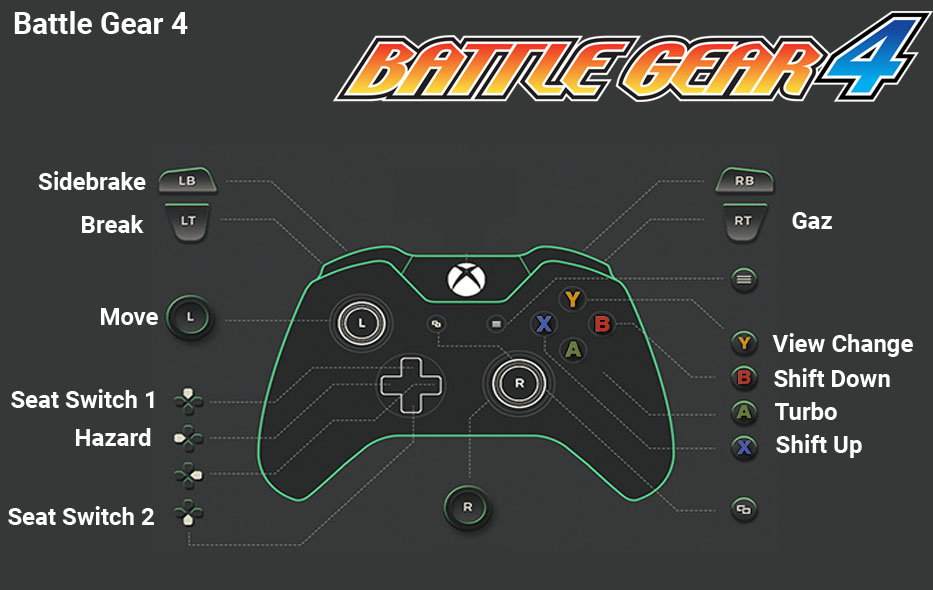 Battle Gear 4
BATTLE GEAR 4
Sidebrake LB
RB
Break LT
RT Gaz
Move L
L
Y
X B
A
R
Y View Change
B Shift Down
Seat Switch 1
A Turbo
Hazard
X Shift Up
Seat Switch 2
R